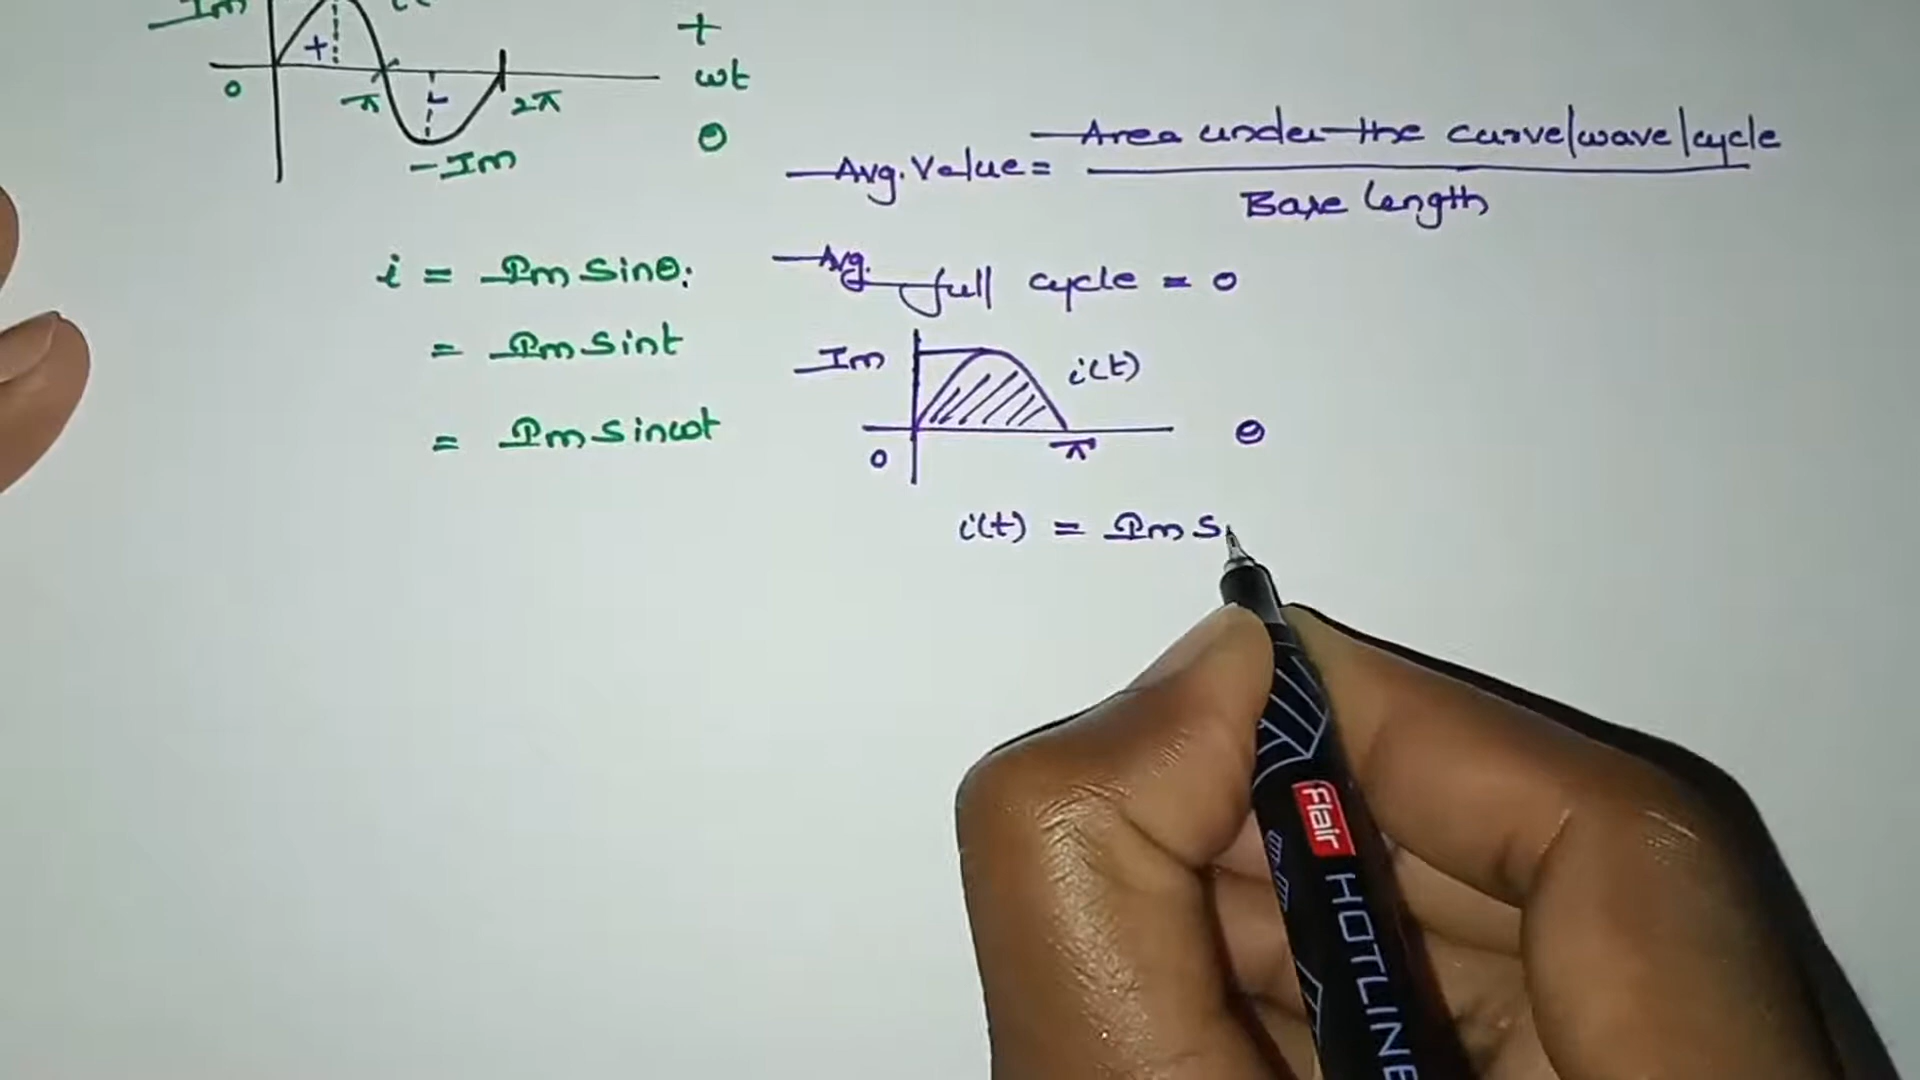 Im
+
+
ωt
0
π
2π
θ
-Im
Area under the curve/wave/cycle
Avg. Value =
Base length
i = Im Sinθ.
Avg. full cycle = 0
= Im Sint
Im
i(t)
= Im Sinωt
0
π
θ
i(t) = Im S
Flair
HOTLINE